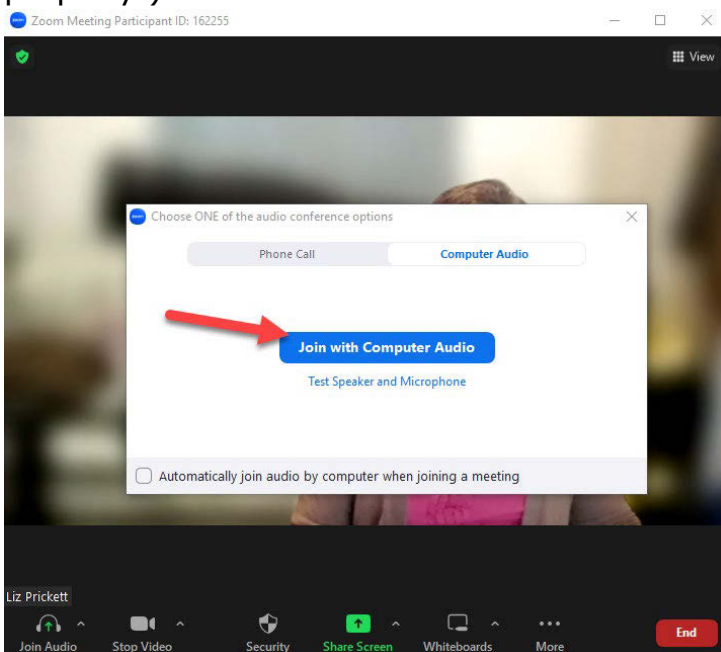 Zoom Meeting Participant ID: 162255
View
zoom Choose ONE of the audio conference options
Phone Call Computer Audio
Join with Computer Audio
Test Speaker and Microphone
Automatically join audio by computer when joining a meeting
Liz Prickett
Join Audio Stop Video Security Share Screen Whiteboards More End